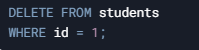 DELETE FROM students
WHERE id = 1;